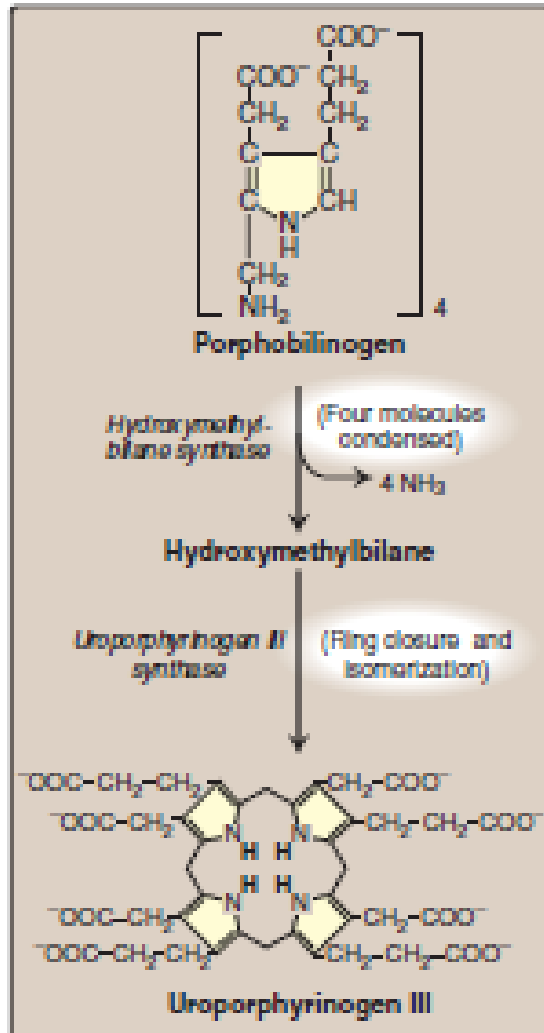 COO⁻
COO⁻ CH₂
CH₂ CH₂
C C
C CH
N
H
CH₂
NH₂ 4
Porphobilinogen
Hydroxymethyl-
bilane synthase
(Four molecules
condensed)
4 NH₃
Hydroxymethylbilane
Uroporphyrinogen III
synthase
(Ring closure and
isomerization)
⁻OOC-CH₂-CH₂ CH₂-COO⁻
⁻OOC-CH₂ CH₂-CH₂-COO⁻
N N
H H
H H
N N
⁻OOC-CH₂ CH₂-COO⁻
⁻OOC-CH₂-CH₂ CH₂-CH₂-COO⁻
Uroporphyrinogen III